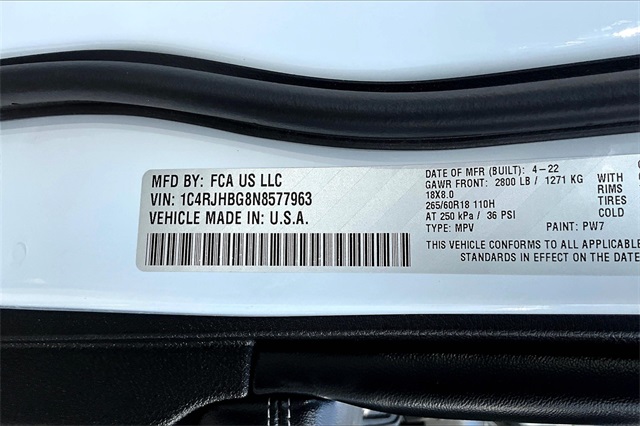 MFD BY: FCA US LLC
VIN: 1C4RJHBG8N8577963
VEHICLE MADE IN: U.S.A.
DATE OF MFR (BUILT): 4-22
GAWR FRONT: 2800 LB / 1271 KG WITH
18X8.0 RIMS
265/60R18 110H SIZE
AT 250 kPa / 36 PSI COLD
TYPE: MPV PAINT: PW7
THIS VEHICLE CONFORMS TO ALL APPLICABLE
STANDARDS IN EFFECT ON THE DATE